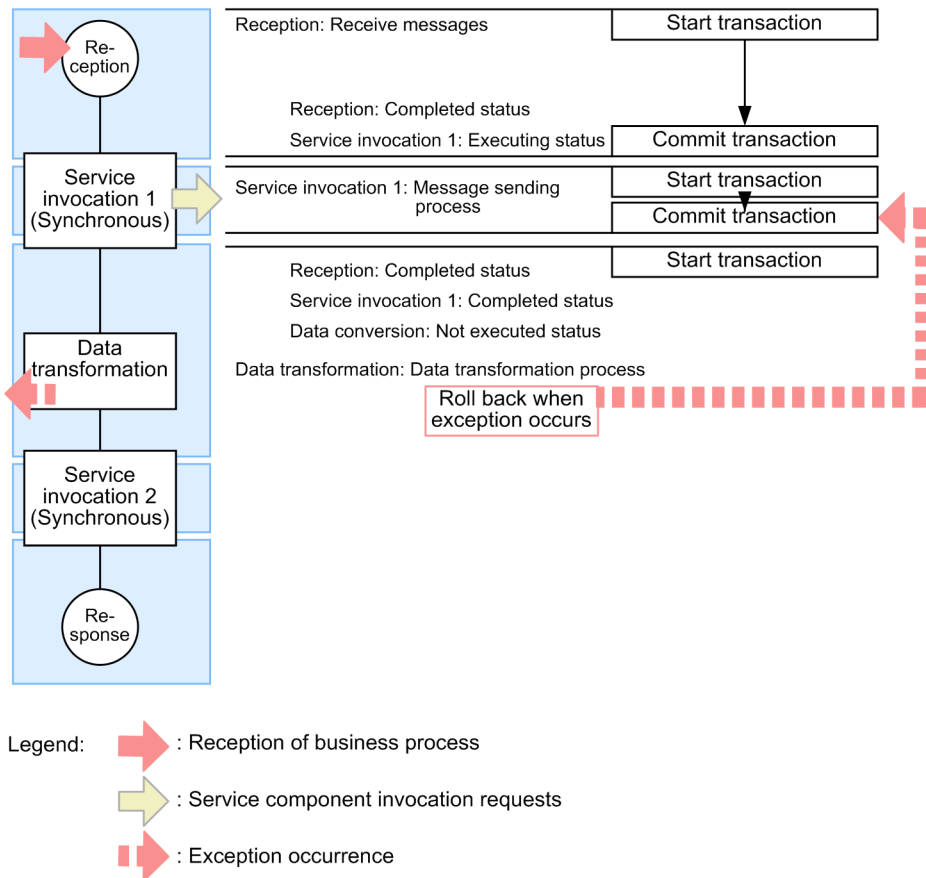 Re-
ception
Reception: Receive messages
Start transaction
Reception: Completed status
Service invocation 1: Executing status
Commit transaction
Service
invocation 1
(Synchronous)
Service invocation 1: Message sending
process
Start transaction
Commit transaction
Start transaction
Reception: Completed status
Service invocation 1: Completed status
Data conversion: Not executed status
Data
transformation
Data transformation: Data transformation process
Roll back when
exception occurs
Service
invocation 2
(Synchronous)
Re-
sponse
Legend:
: Reception of business process
: Service component invocation requests
: Exception occurrence